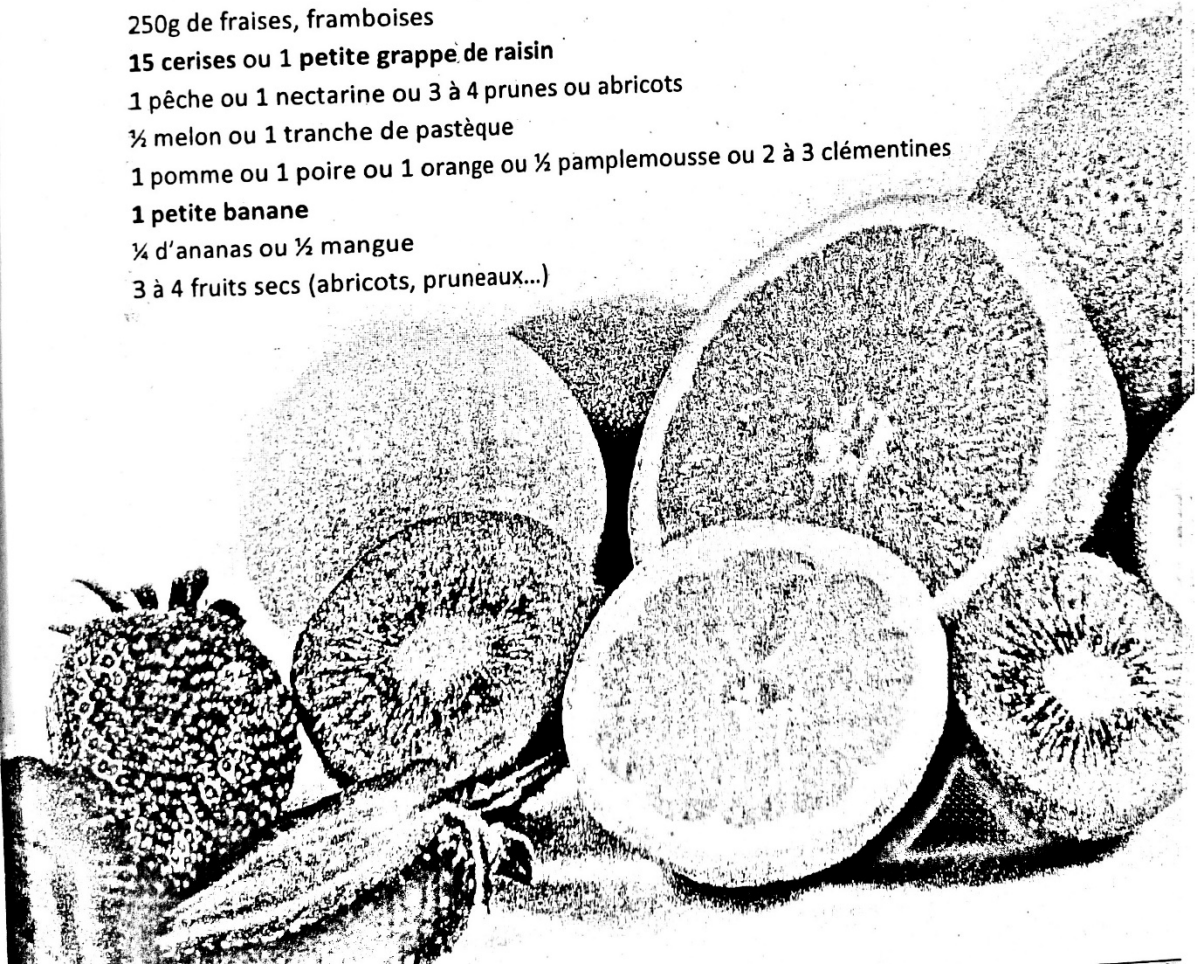 250g de fraises, framboises
15 cerises ou 1 petite grappe de raisin
1 pêche ou 1 nectarine ou 3 à 4 prunes ou abricots
½ melon ou 1 tranche de pastèque
1 pomme ou 1 poire ou 1 orange ou ½ pamplemousse ou 2 à 3 clémentines
1 petite banane
¼ d'ananas ou ½ mangue
3 à 4 fruits secs (abricots, pruneaux...)